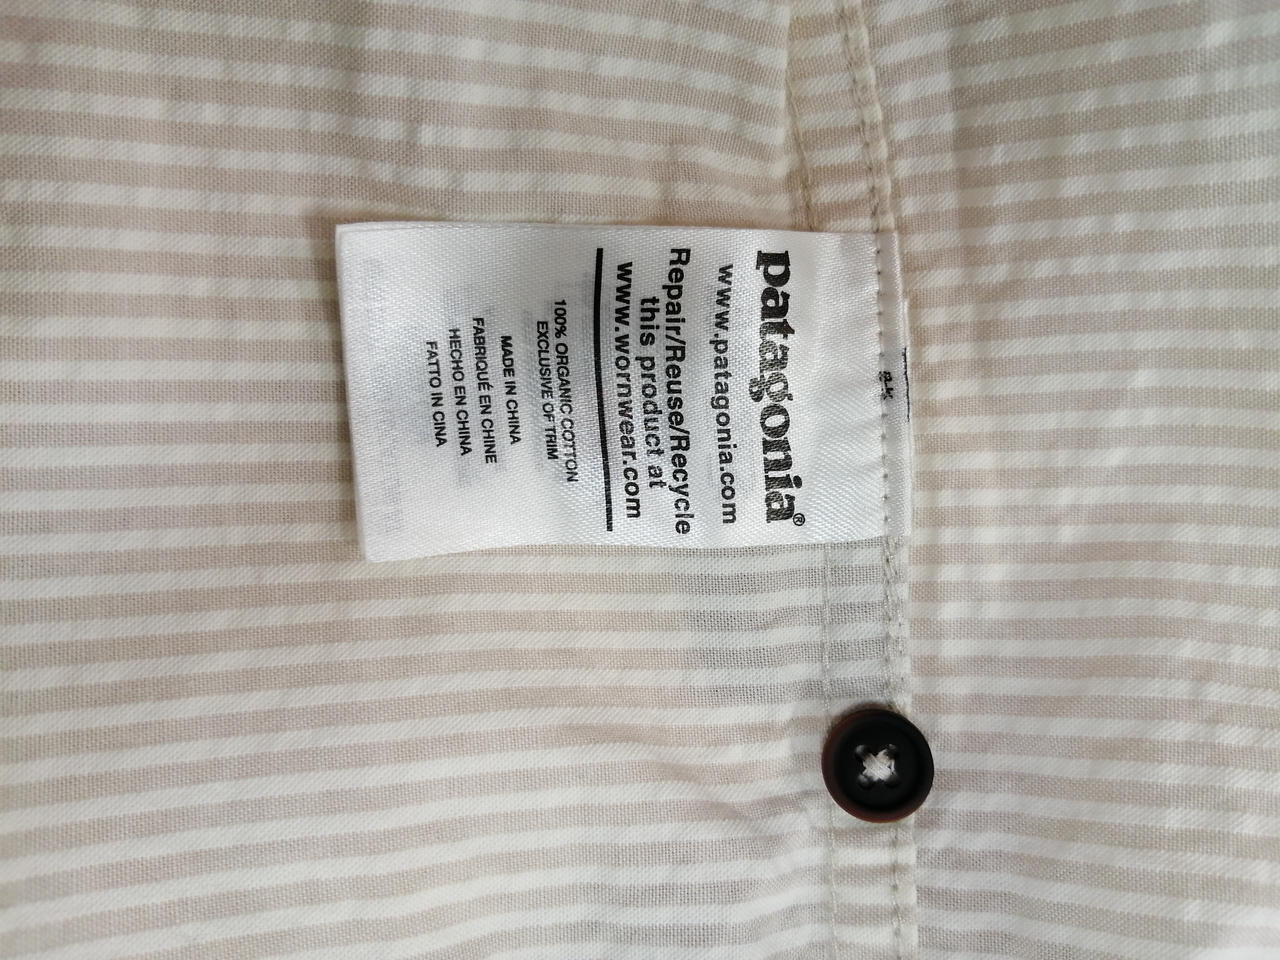 patagonia®
www.patagonia.com
Repair/Reuse/Recycle
this product at
www.wornwear.com
100% ORGANIC COTTON
EXCLUSIVE OF TRIM
MADE IN CHINA
FABRIQUÉ EN CHINE
HECHO EN CHINA
FATTO IN CINA